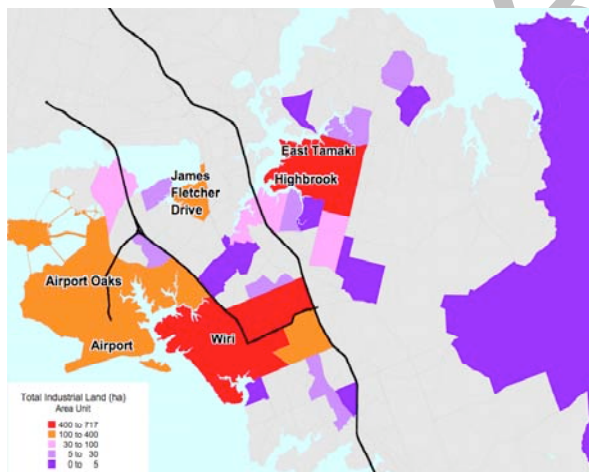 East Tamaki
Highbrook
James
Fletcher
Drive
Airport Oaks
Airport
Wiri
Total Industrial Land (ha)
Area Unit
400 to 717
100 to 400
30 to 100
5 to 30
0 to 5